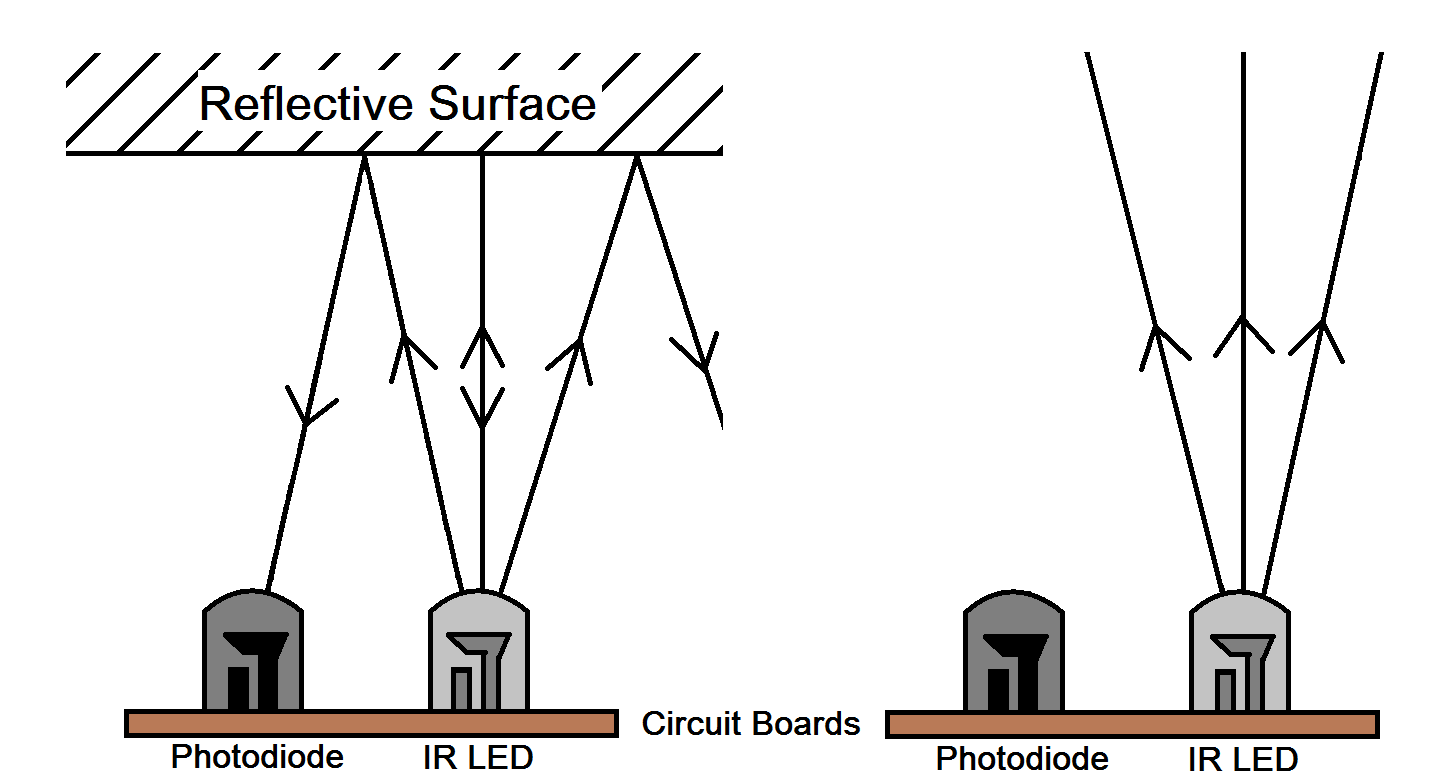 Reflective Surface
Circuit Boards
Photodiode
IR LED
Photodiode
IR LED